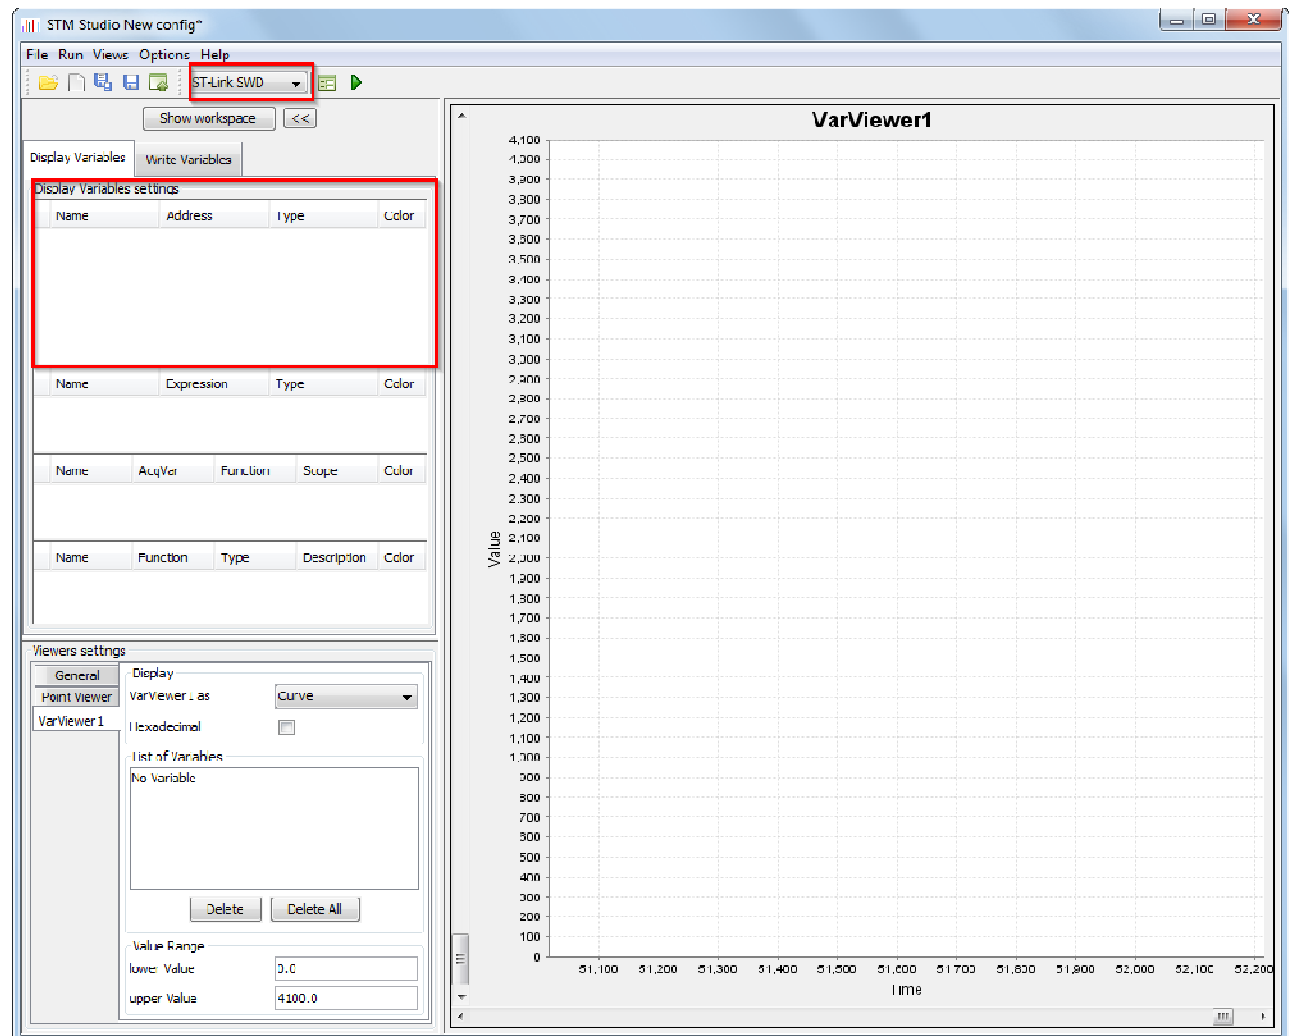 STM Studio New config*
File Run Views Options Help
ST-Link SWD
Show workspace <<
Display Variables Write Variables
Display Variables settings
Name Address Type Color
Name Expression Type Color
Name AcqVar Function Scope Color
Name Function Type Description Color
Viewers settings
General
Point Viewer
VarViewer1
Display
VarViewer1 as Curve
Hexadecimal
List of Variables
No Variable
Delete Delete All
Value Range
lower Value 0.0
upper Value 4100.0
VarViewer1
Value
4,100
4,000
3,900
3,800
3,700
3,600
3,500
3,400
3,300
3,200
3,100
3,000
2,900
2,800
2,700
2,600
2,500
2,400
2,300
2,200
2,100
2,000
1,900
1,800
1,700
1,600
1,500
1,400
1,300
1,200
1,100
1,000
900
800
700
600
500
400
300
200
100
0
51,100 51,200 51,300 51,400 51,500 51,600 51,700 51,800 51,900 52,000 52,100 52,200
Time